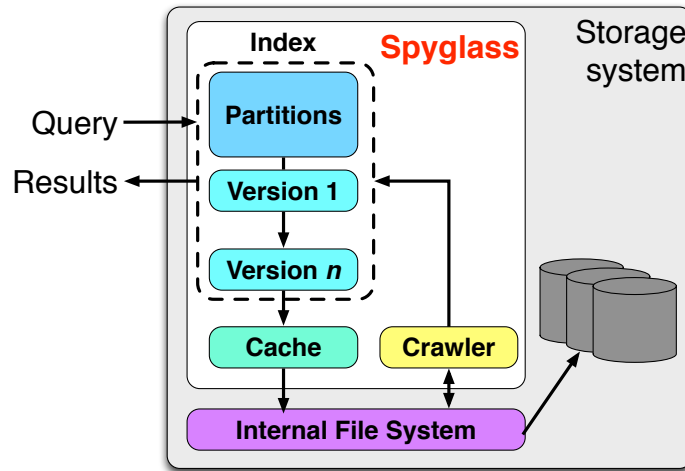 Index
Spyglass
Storage
system
Partitions
Query
Results
Version 1
Version n
Cache
Crawler
Internal File System